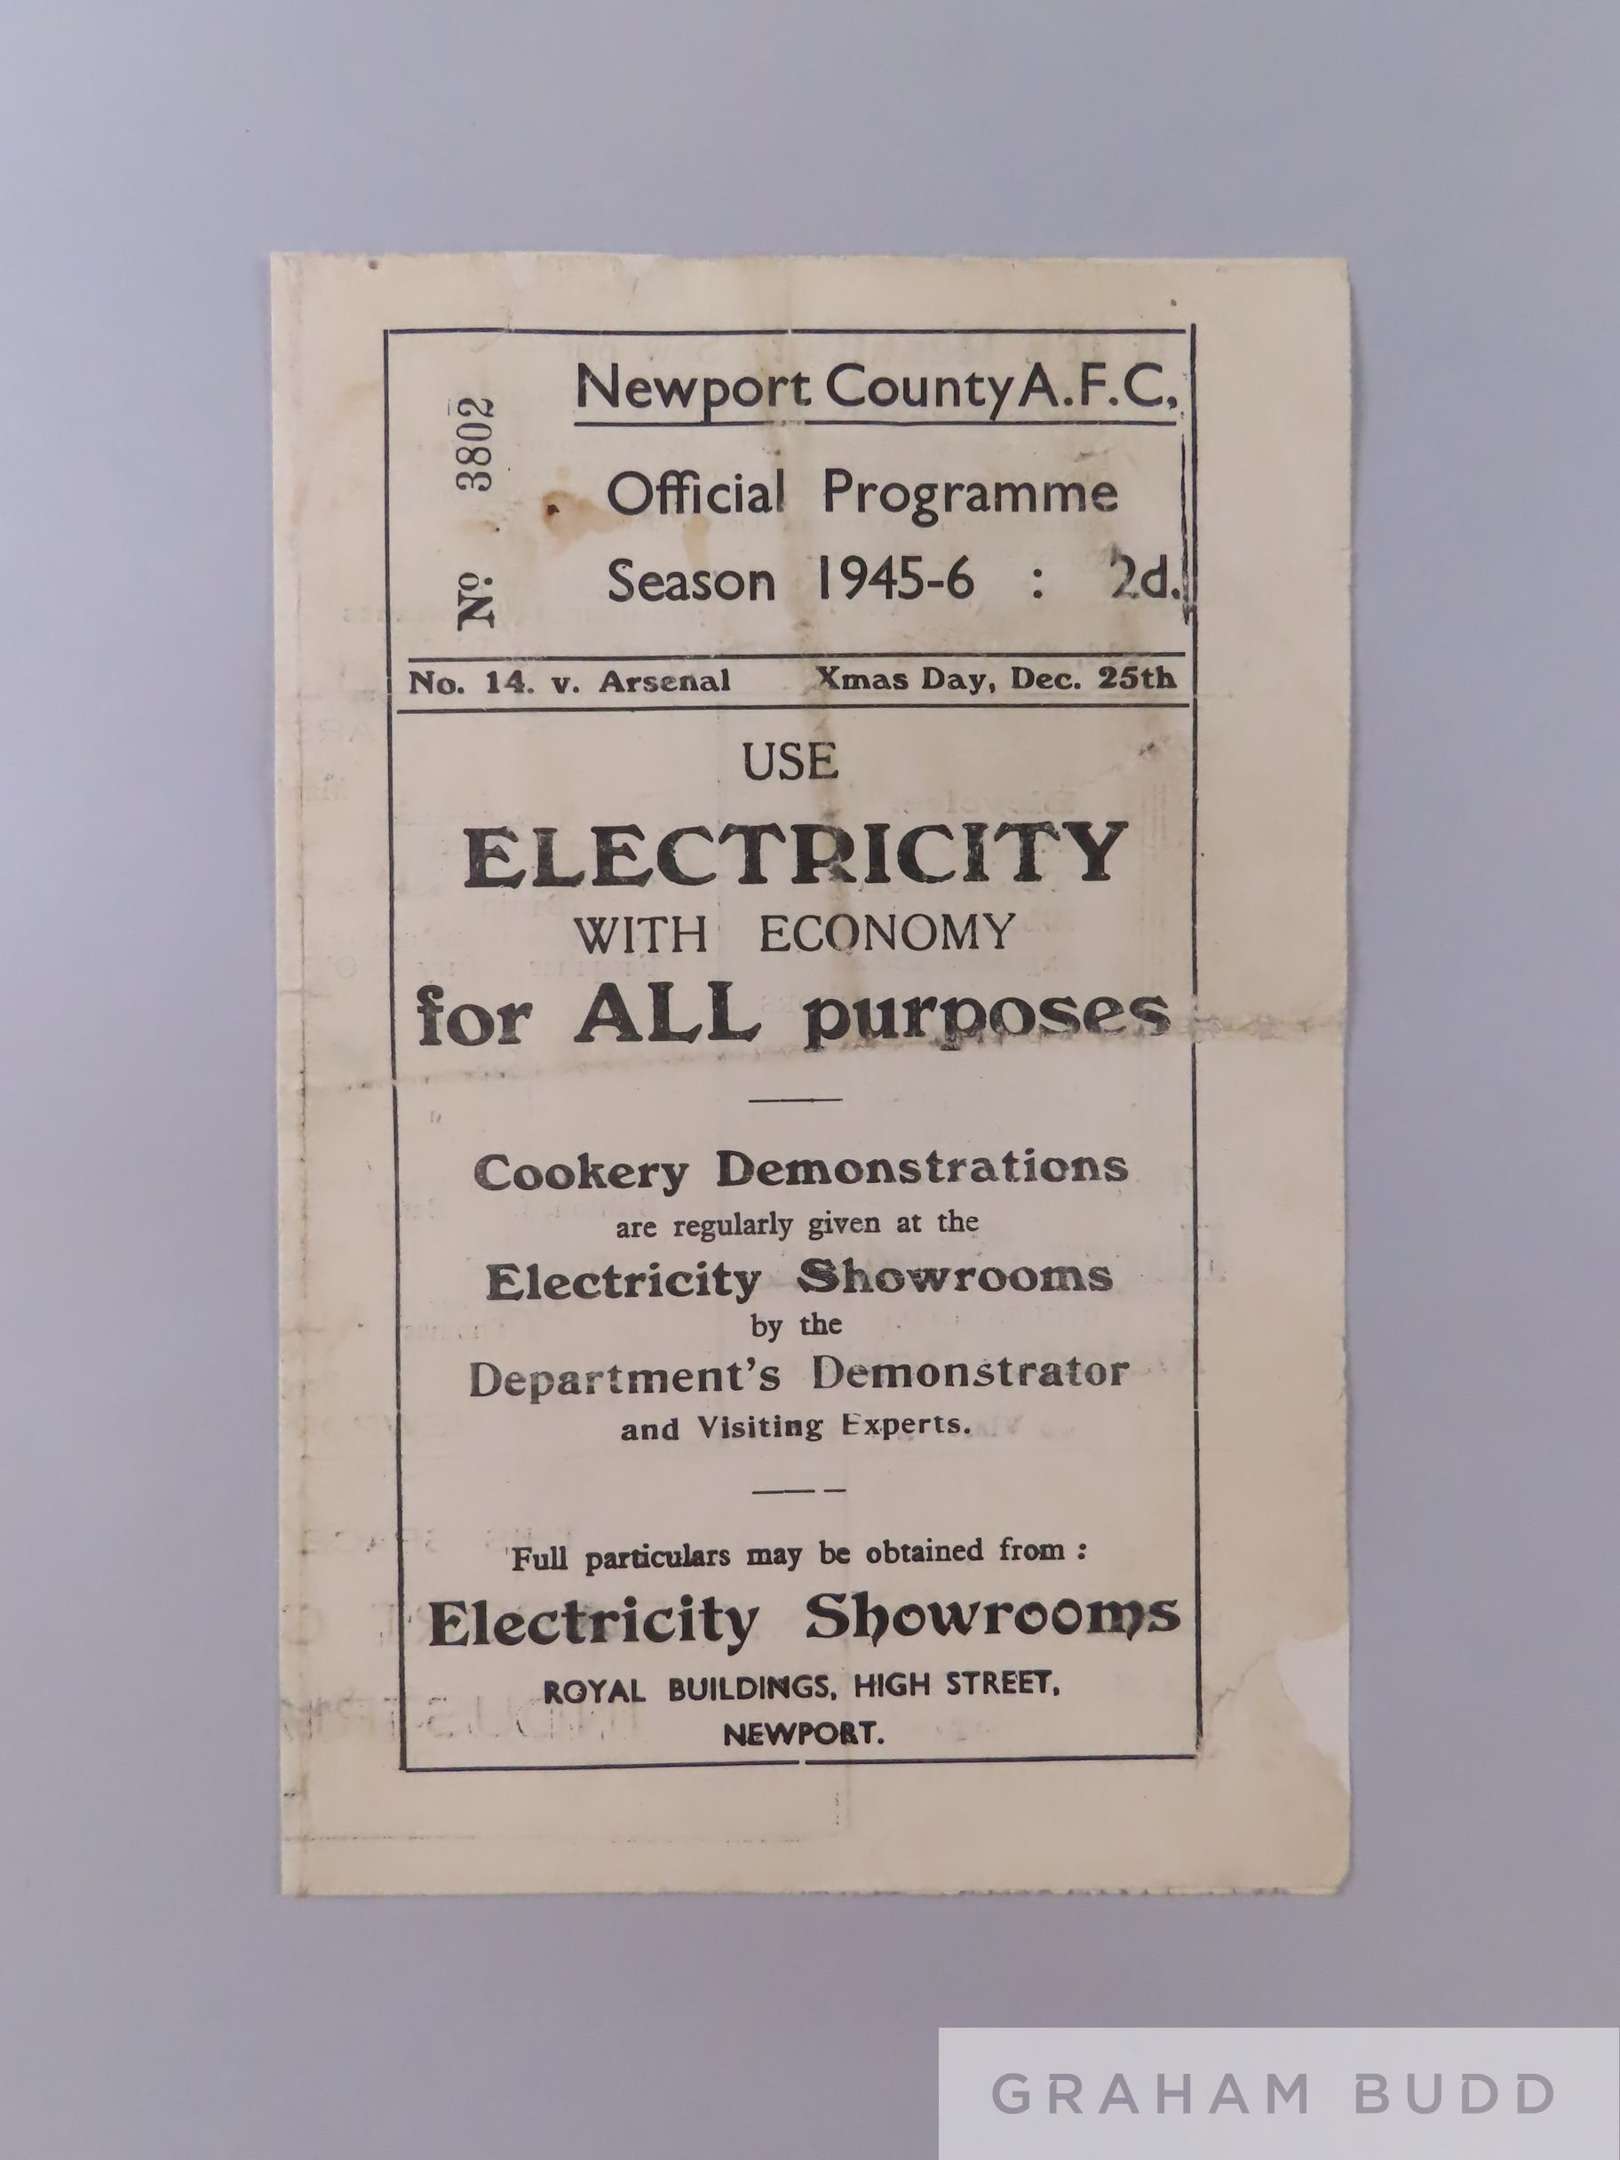 Newport County A.F.C,
No. 3802
Official Programme
Season 1945-6 : 2d.
No. 14. v. Arsenal Xmas Day, Dec. 25th
USE
ELECTRICITY
WITH ECONOMY
for ALL purposes
Cookery Demonstrations
are regularly given at the
Electricity Showrooms
by the
Department's Demonstrator
and Visiting Experts.
Full particulars may be obtained from :
Electricity Showrooms
ROYAL BUILDINGS, HIGH STREET,
NEWPORT.
GRAHAM BUDD